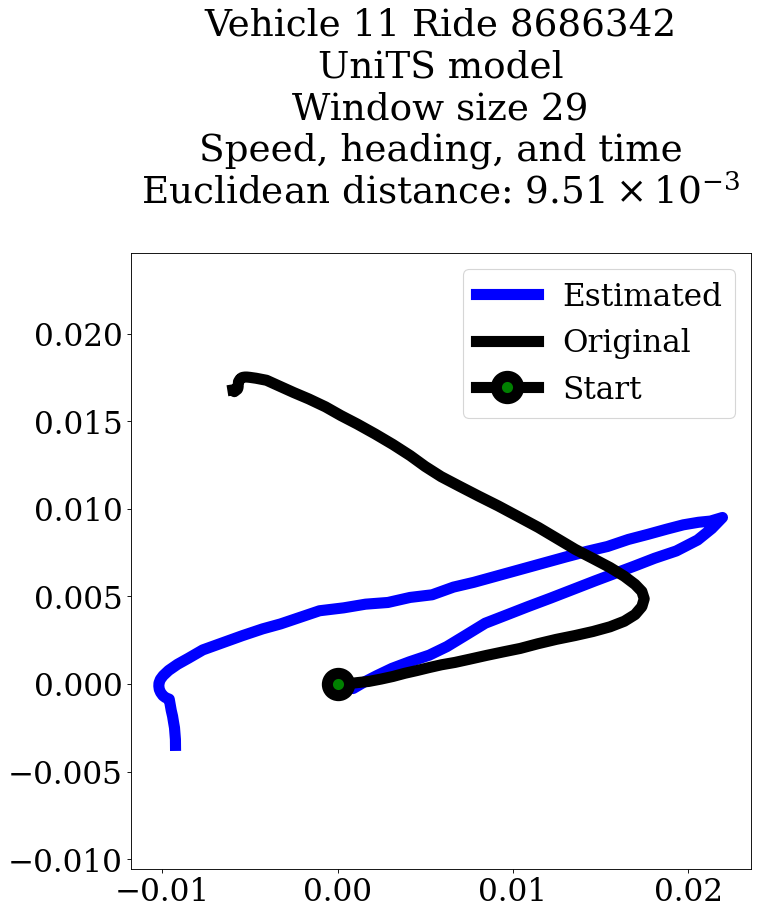 Vehicle 11 Ride 8686342
UniTS model
Window size 29
Speed, heading, and time
Euclidean distance: 9.51 × 10⁻³
Estimated
Original
Start
0.020
0.015
0.010
0.005
0.000
−0.005
−0.010
−0.01 0.00 0.01 0.02